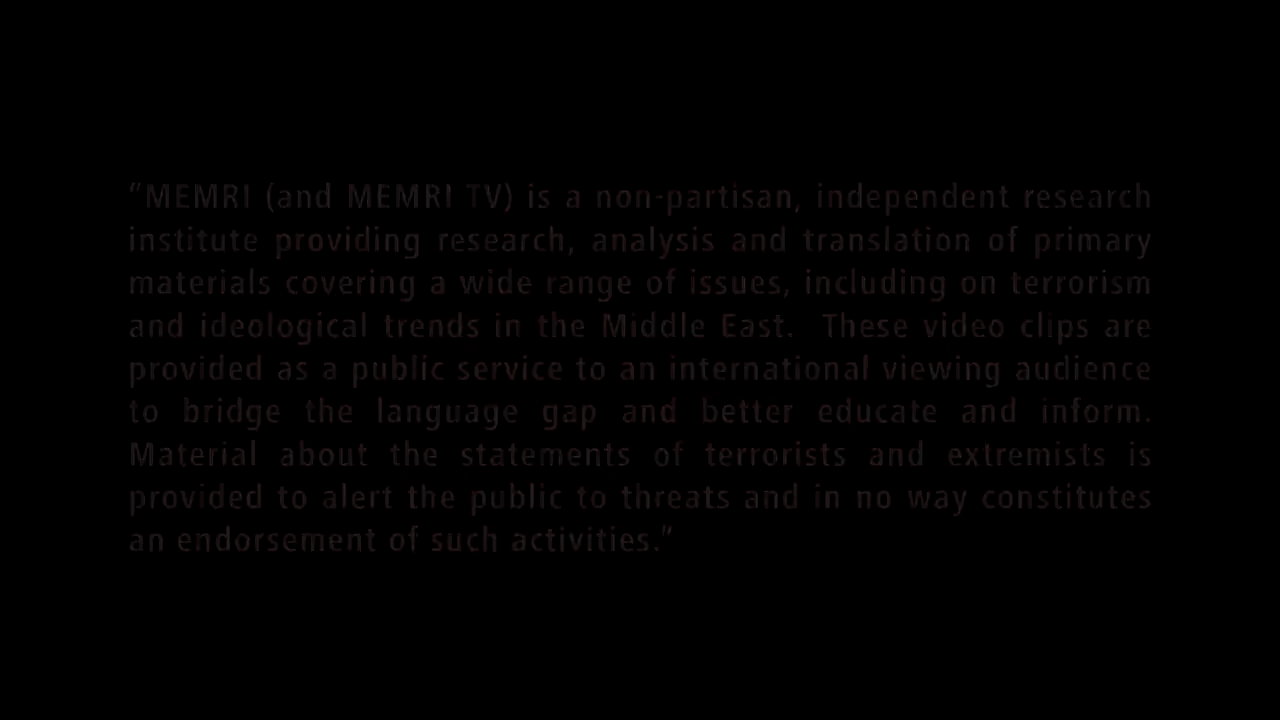 "MEMRI (and MEMRI TV) is a non-partisan, independent research
institute providing research, analysis and translation of primary
materials covering a wide range of issues, including on terrorism
and ideological trends in the Middle East.  These video clips are
provided as a public service to an international viewing audience
to bridge the language gap and better educate and inform.
Material about the statements of terrorists and extremists is
provided to alert the public to threats and in no way constitutes
an endorsement of such activities."